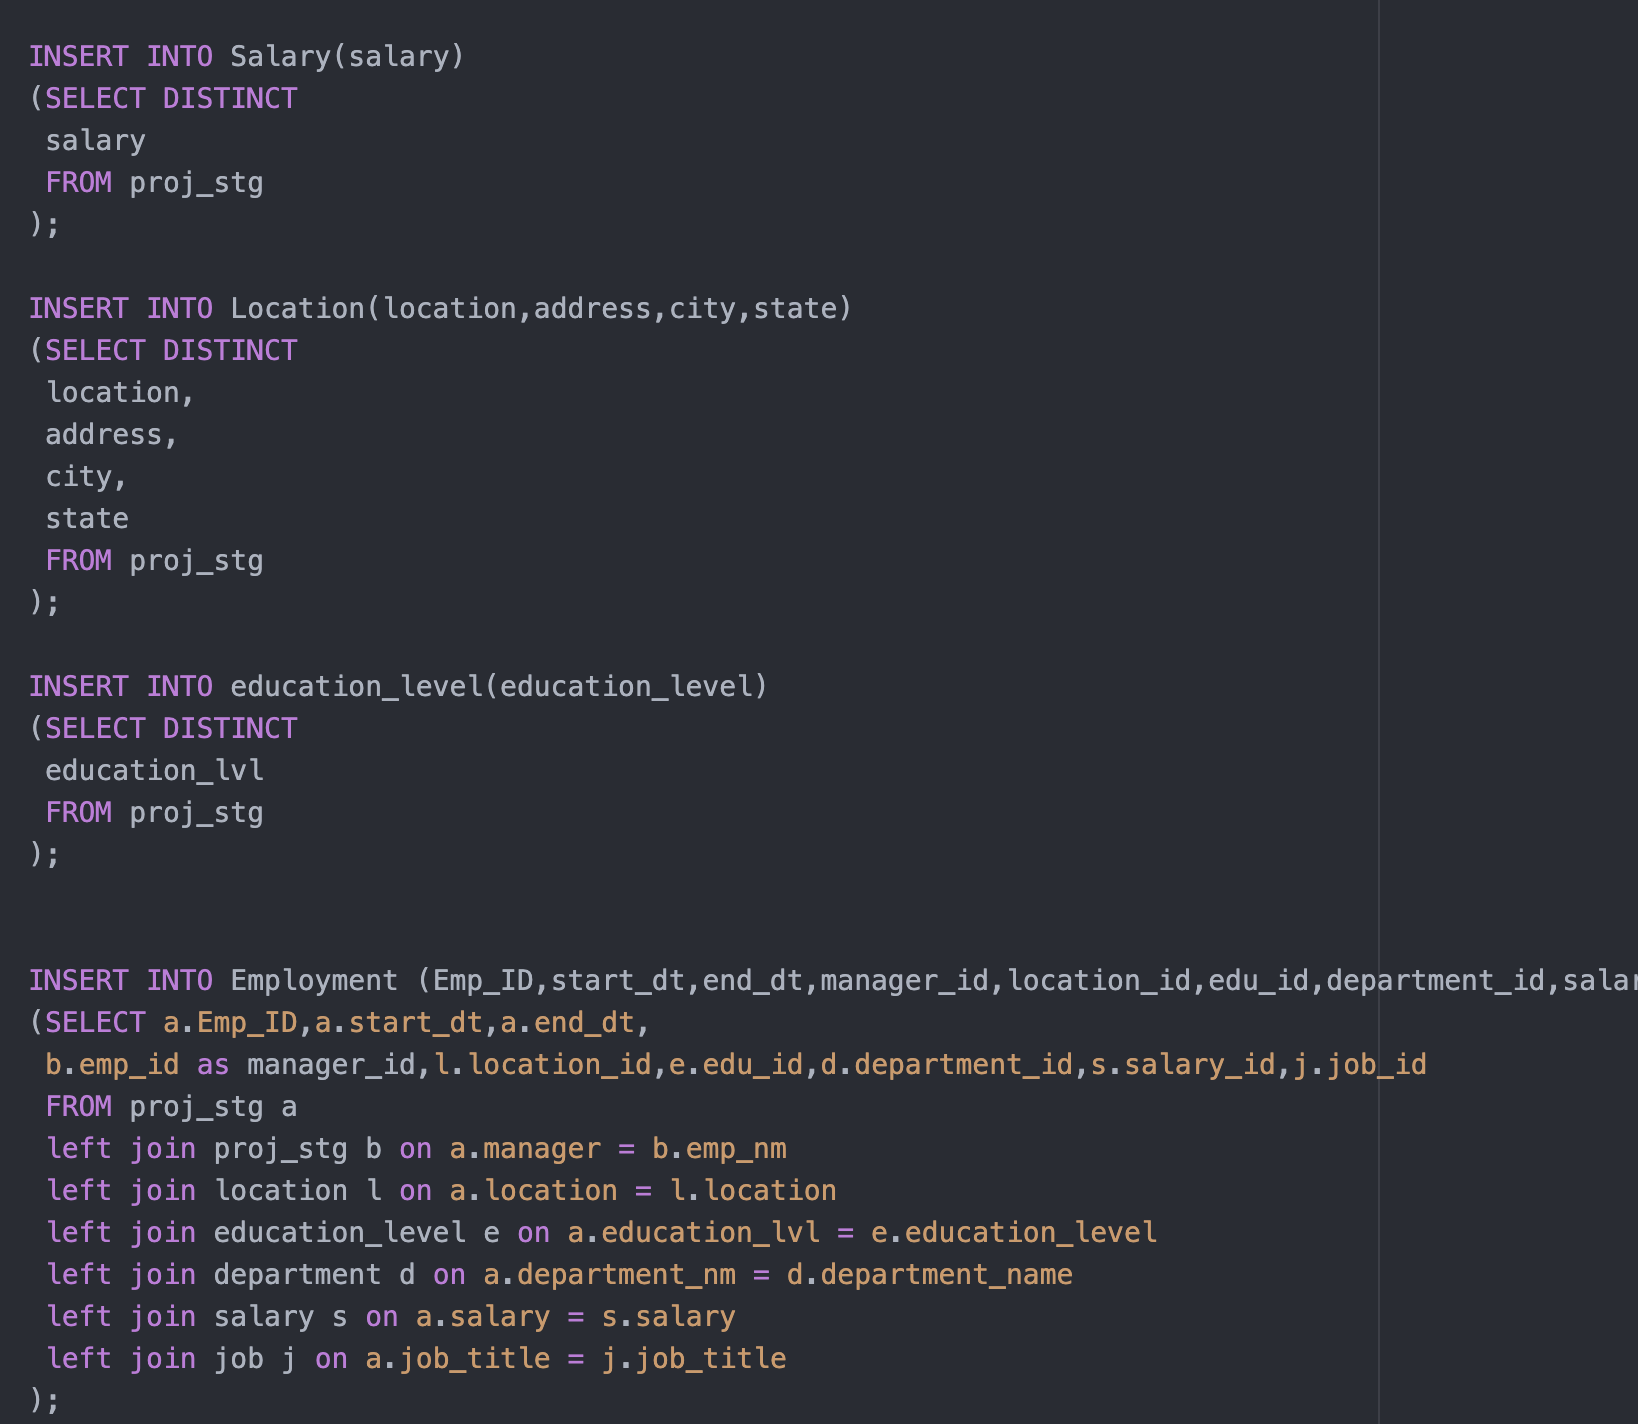 INSERT INTO Salary(salary)
(SELECT DISTINCT
salary
FROM proj_stg
);
INSERT INTO Location(location,address,city,state)
(SELECT DISTINCT
location,
address,
city,
state
FROM proj_stg
);
INSERT INTO education_level(education_level)
(SELECT DISTINCT
education_lvl
FROM proj_stg
);
INSERT INTO Employment (Emp_ID,start_dt,end_dt,manager_id,location_id,edu_id,department_id,salar
(SELECT a.Emp_ID,a.start_dt,a.end_dt,
b.emp_id as manager_id,l.location_id,e.edu_id,d.department_id,s.salary_id,j.job_id
FROM proj_stg a
left join proj_stg b on a.manager = b.emp_nm
left join location l on a.location = l.location
left join education_level e on a.education_lvl = e.education_level
left join department d on a.department_nm = d.department_name
left join salary s on a.salary = s.salary
left join job j on a.job_title = j.job_title
);